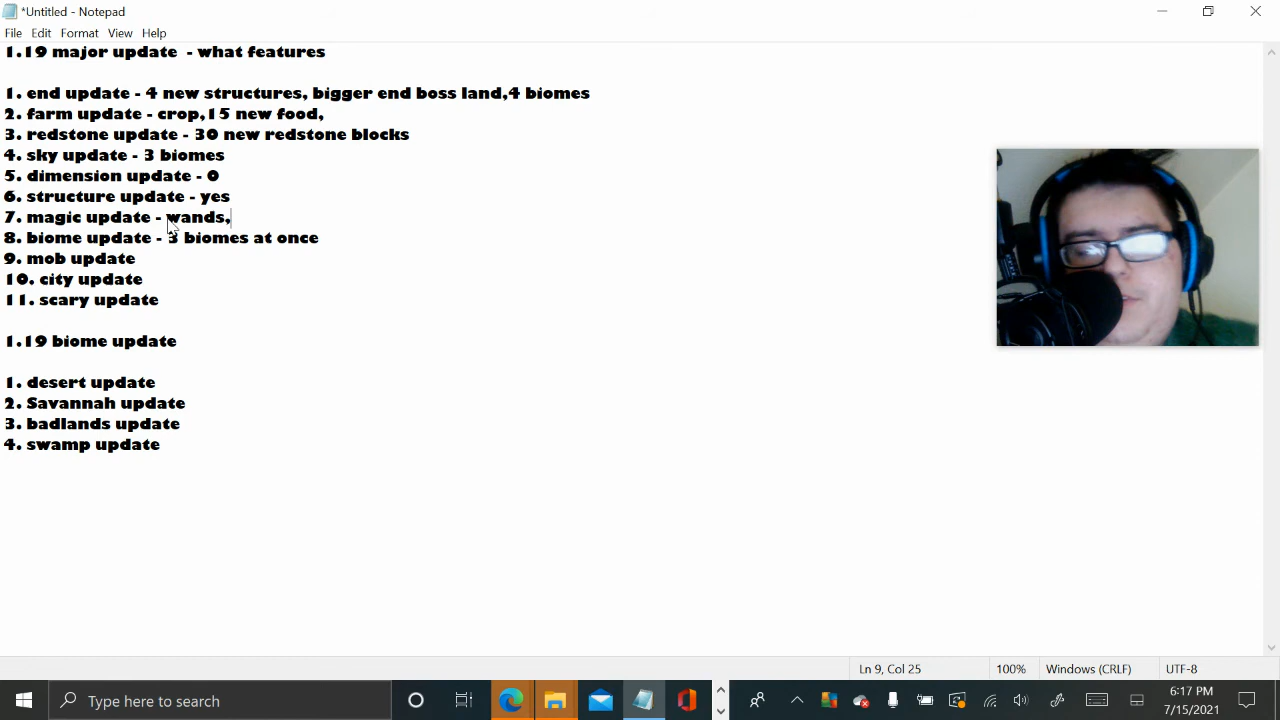 *Untitled - Notepad
File Edit Format View Help
1.19 major update  - what features
1. end update - 4 new structures, bigger end boss land,4 biomes
2. farm update - crop,15 new food,
3. redstone update - 30 new redstone blocks
4. sky update - 3 biomes
5. dimension update - 0
6. structure update - yes
7. magic update - wands,
8. biome update - 3 biomes at once
9. mob update
10. city update
11. scary update
1.19 biome update
1. desert update
2. Savannah update
3. badlands update
4. swamp update
Ln 9, Col 25 100% Windows (CRLF) UTF-8
Type here to search
6:17 PM
7/15/2021